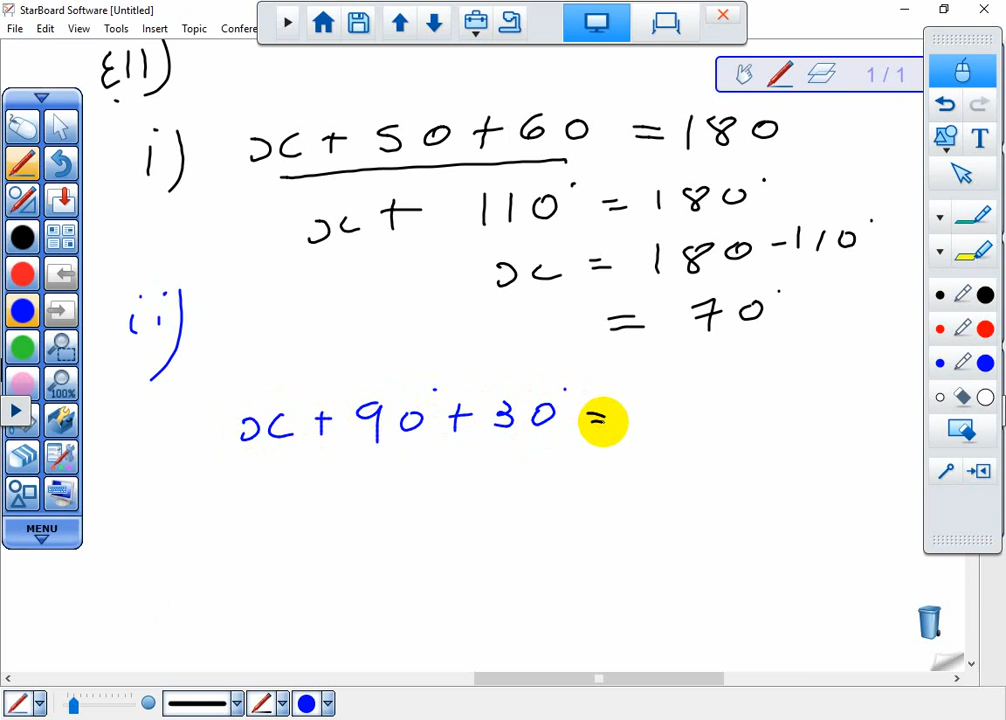 StarBoard Software [Untitled]
File Edit View Tools Insert Topic Confere
1 / 1
i) x + 50 + 60 = 180
x + 110° = 180°
x = 180 - 110°
= 70°
ii)
x + 90° + 30° =
100%
MENU
T